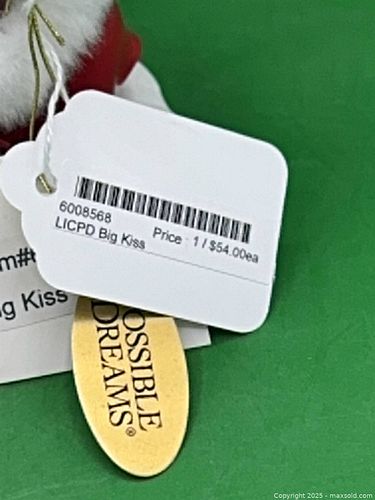 6008568
LICPD Big Kiss
Price 1 / $54.00ea
m#
g Kiss
OSSIBLE
DREAMS®
Copyright 2025 - maxsold.com